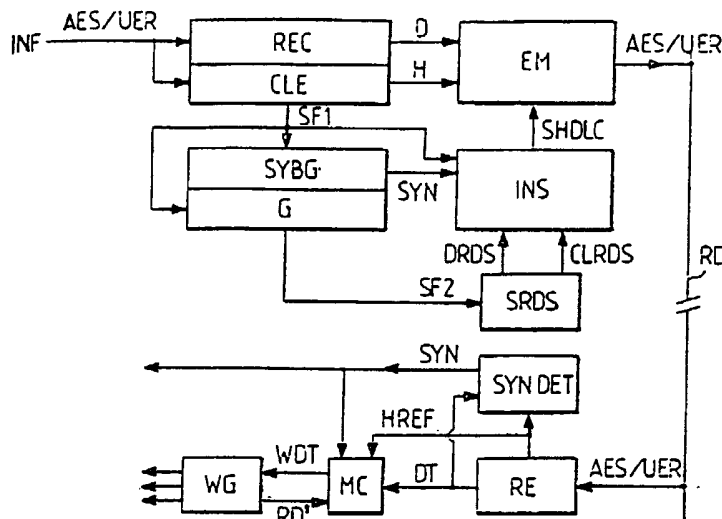 AES/UER
INF
REC
D
EM
AES/UER
CLE
H
SF1
SHDLC
SYBG
SYN
INS
G
DRDS
CLRDS
RD
SF2
SRDS
SYN
SYN DET
HREF
WDT
AES/UER
WG
MC
DT
RE
RD'